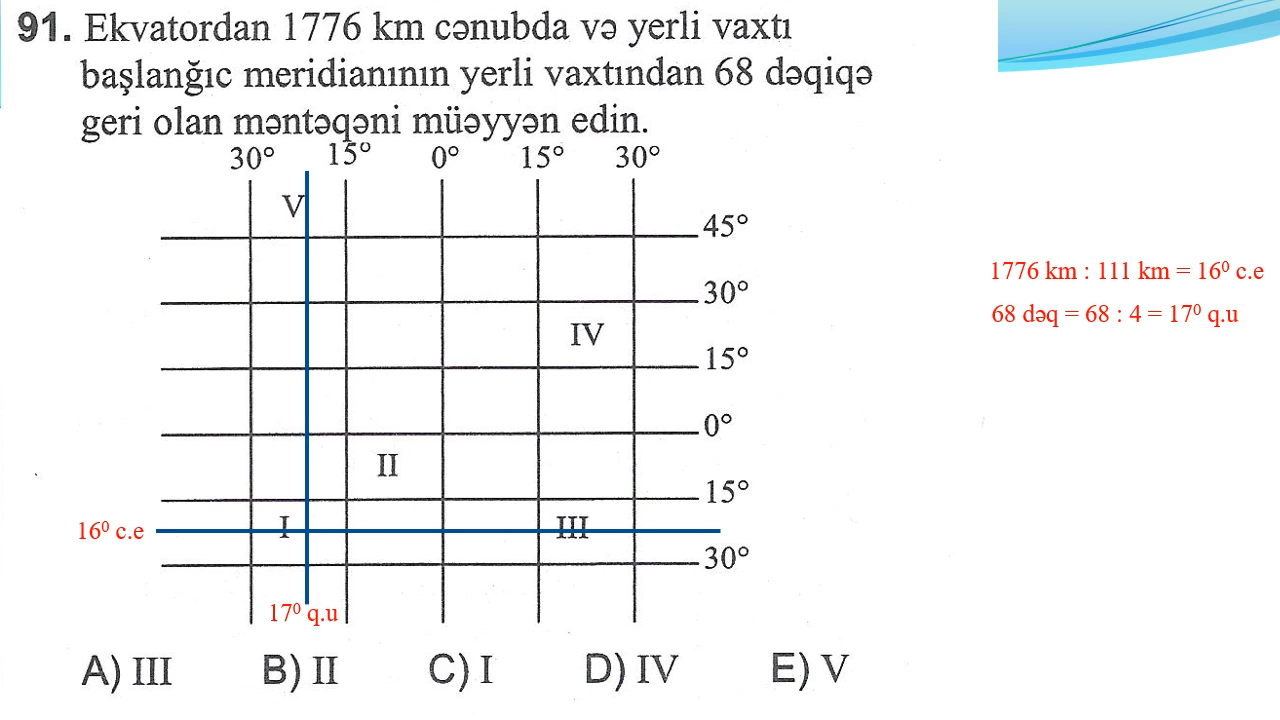 91. Ekvatordan 1776 km cənubda və yerli vaxtı
başlanğıc meridianının yerli vaxtından 68 dəqiqə
geri olan məntəqəni müəyyən edin.
30° 15° 0° 15° 30°
V
45°
1776 km : 111 km = 16⁰ c.e
30°
68 dəq = 68 : 4 = 17⁰ q.u
IV
15°
0°
II
15°
16⁰ c.e I III
30°
17⁰ q.u
A) III B) II C) I D) IV E) V